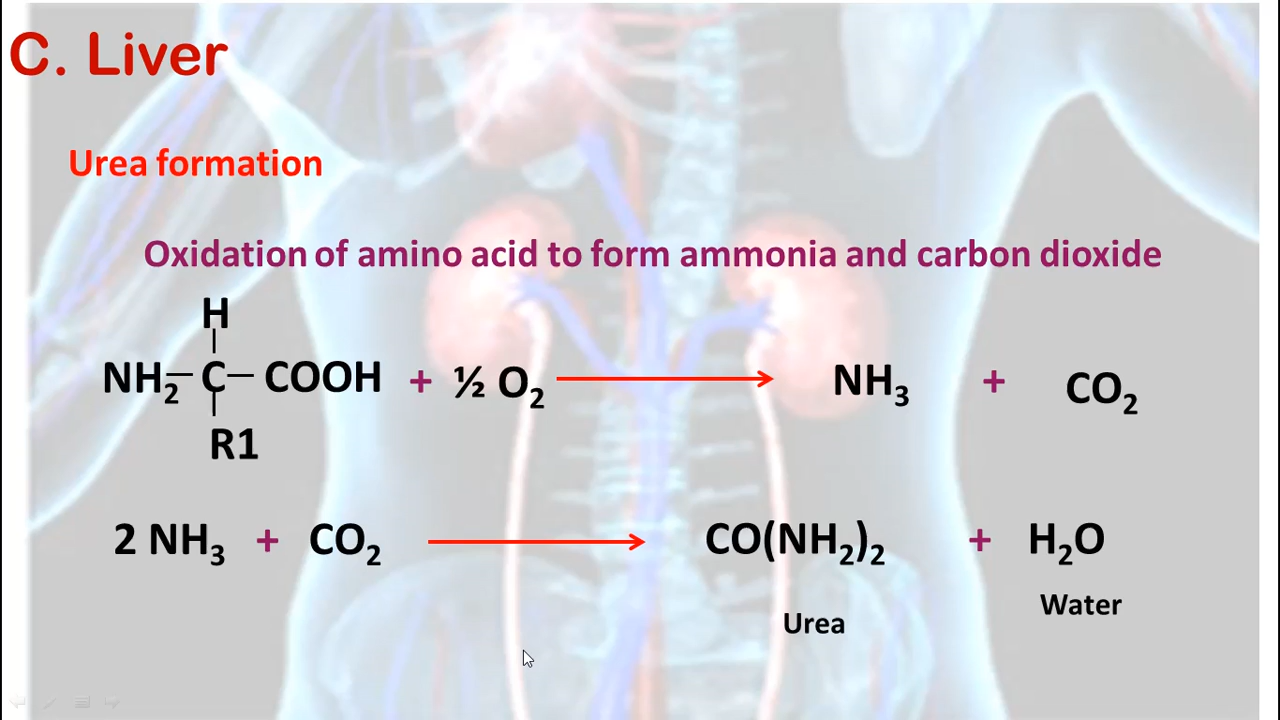 C. Liver
Urea formation
Oxidation of amino acid to form ammonia and carbon dioxide
H
NH₂ — C — COOH + ½ O₂ → NH₃ + CO₂
R1
2 NH₃ + CO₂ → CO(NH₂)₂ + H₂O
Urea Water